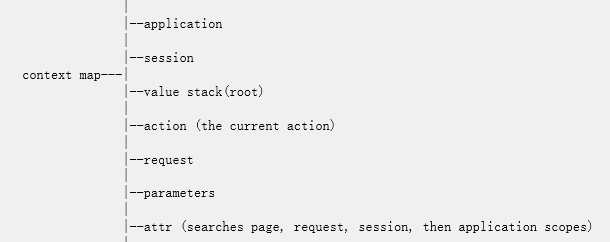 |--application
|--session
context map---|
|--value stack(root)
|--action (the current action)
|--request
|--parameters
|--attr (searches page, request, session, then application scopes)